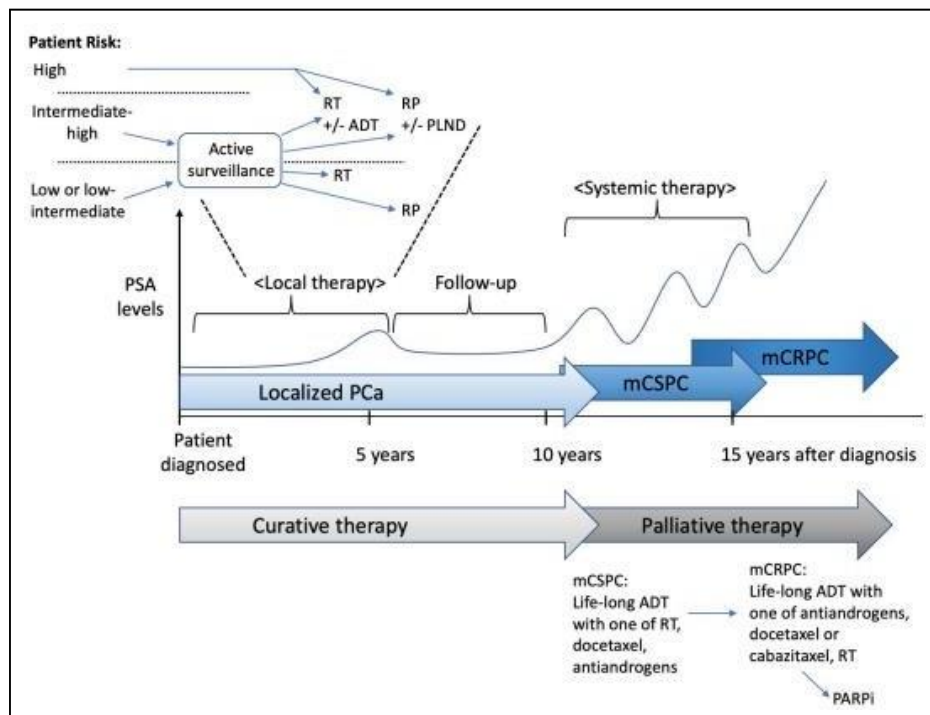 Patient Risk:
High
RT
+/- ADT
RP
+/- PLND
Intermediate-
high
Active
surveillance
RT
Low or low-
intermediate
RP
<Systemic therapy>
PSA
levels
<Local therapy>
Follow-up
mCRPC
mCSPC
Localized PCa
Patient
diagnosed
5 years
10 years
15 years after diagnosis
Curative therapy
Palliative therapy
mCSPC:
Life-long ADT
with one of RT,
docetaxel,
antiandrogens
mCRPC:
Life-long ADT with
one of antiandrogens,
docetaxel or
cabazitaxel, RT
PARPi